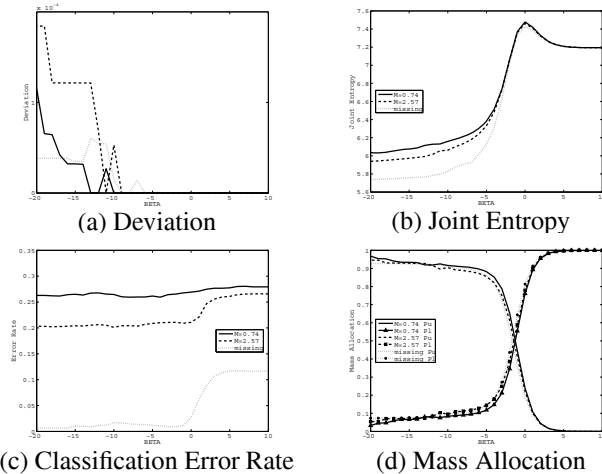 x 10^-4
1
0
-20 -15 -10 -5 0 5 10
Deviation
BETA
(a) Deviation
7.6
7.4
7.2
7
6.8
6.6
6.4
6.2
6
5.8
5.6
-20 -15 -10 -5 0 5 10
Joint Entropy
BETA
M=0.74
M=2.57
missing
(b) Joint Entropy
0.35
0.3
0.25
0.2
0.15
0.1
0.05
0
-20 -15 -10 -5 0 5 10
Error Rate
BETA
M=0.74
M=2.57
missing
(c) Classification Error Rate
1
0.9
0.8
0.7
0.6
0.5
0.4
0.3
0.2
0.1
0
-20 -15 -10 -5 0 5 10
Mass Allocation
BETA
M=0.74 Pu
M=0.74 Pl
M=2.57 Pu
M=2.57 Pl
missing Pu
missing Pl
(d) Mass Allocation